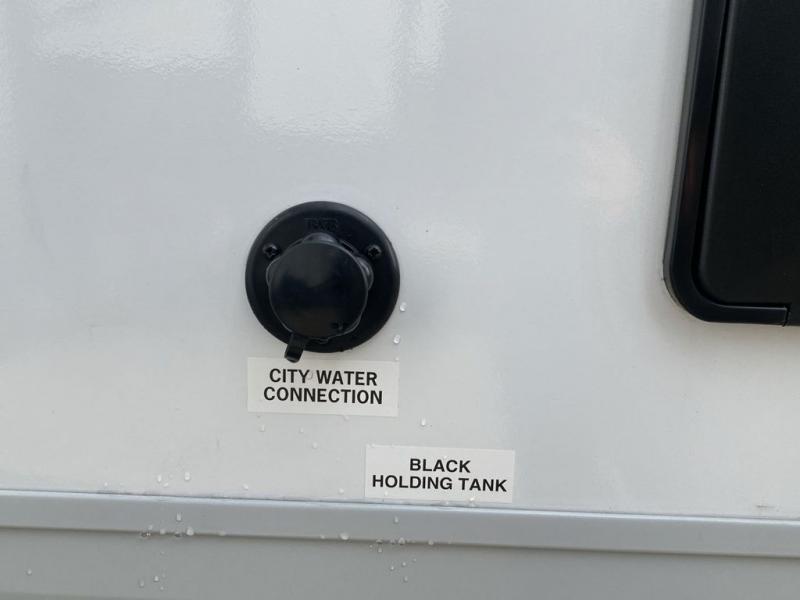 CITY WATER
CONNECTION
BLACK
HOLDING TANK